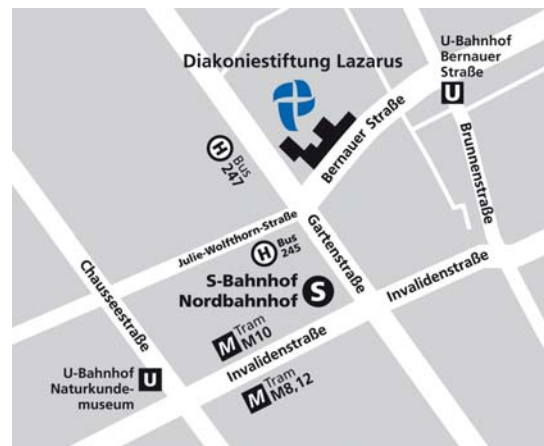 U-Bahnhof
Bernauer
Straße
U
Diakoniestiftung Lazarus
Bernauer Straße
Brunnenstraße
H Bus
247
Julie-Wolfthorn-Straße
H Bus
245
Gartenstraße
Chausseestraße
S-Bahnhof
Nordbahnhof
S
Invalidenstraße
M Tram
M10
Invalidenstraße
U-Bahnhof
Naturkunde-
museum
U
M Tram
M8,12